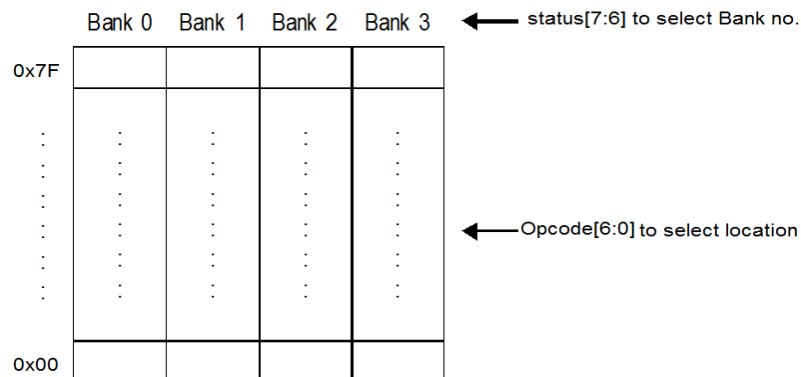 Bank 0 Bank 1 Bank 2 Bank 3 status[7:6] to select Bank no.
0x7F
Opcode[6:0] to select location
0x00